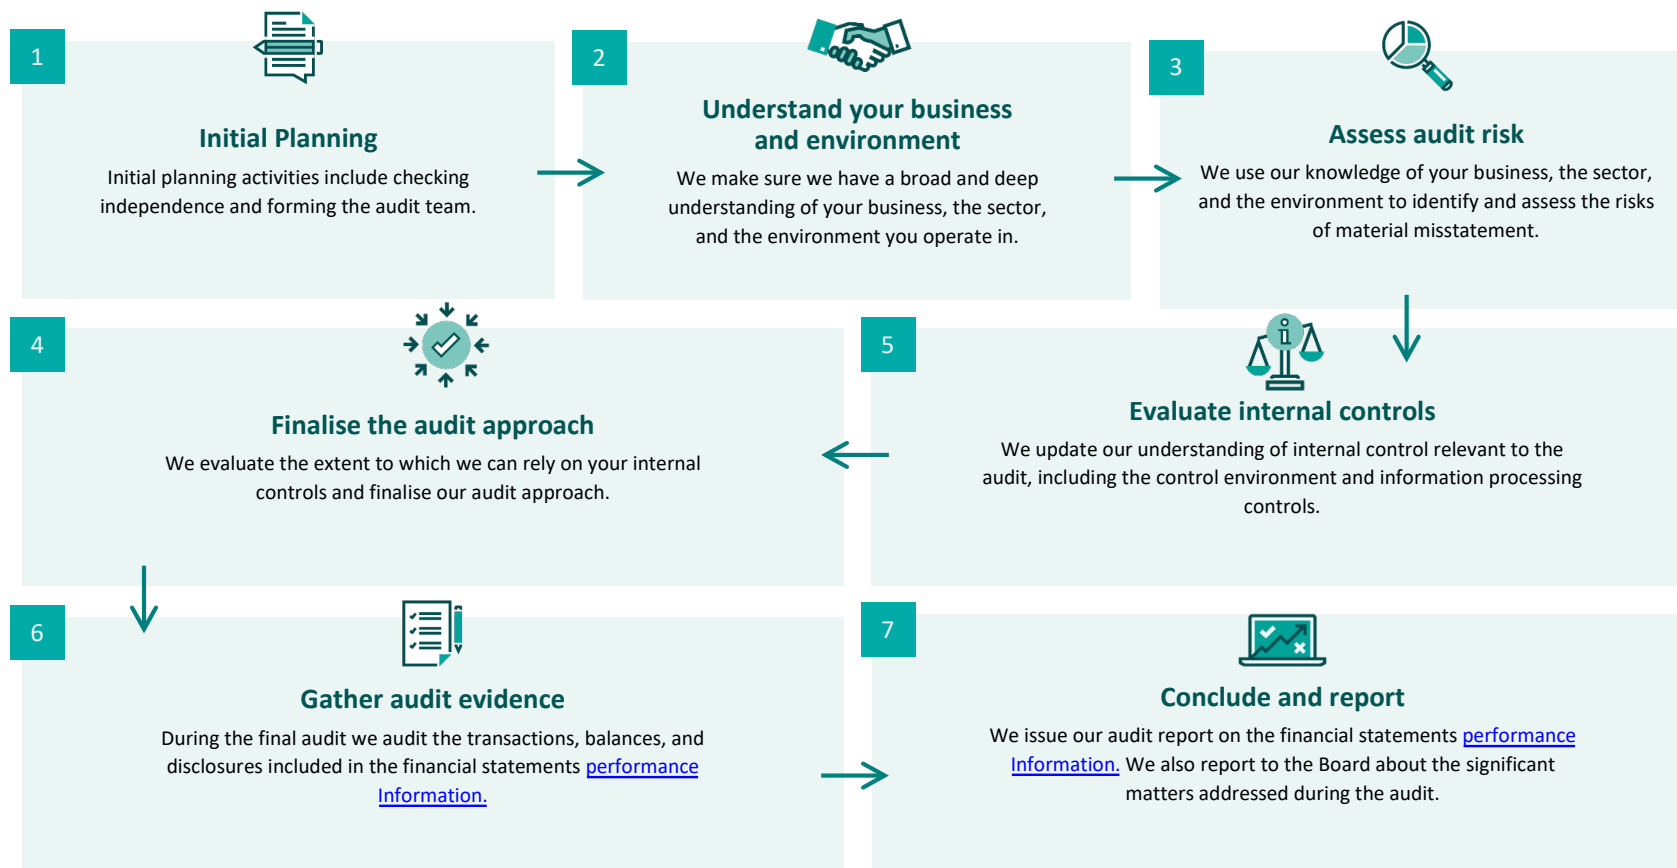 1
Initial Planning
Initial planning activities include checking
independence and forming the audit team.
2
Understand your business
and environment
We make sure we have a broad and deep
understanding of your business, the sector,
and the environment you operate in.
3
Assess audit risk
We use our knowledge of your business, the sector,
and the environment to identify and assess the risks
of material misstatement.
4
Finalise the audit approach
We evaluate the extent to which we can rely on your internal
controls and finalise our audit approach.
5
Evaluate internal controls
We update our understanding of internal control relevant to the
audit, including the control environment and information processing
controls.
6
Gather audit evidence
During the final audit we audit the transactions, balances, and
disclosures included in the financial statements performance
Information.
7
Conclude and report
We issue our audit report on the financial statements performance
Information. We also report to the Board about the significant
matters addressed during the audit.